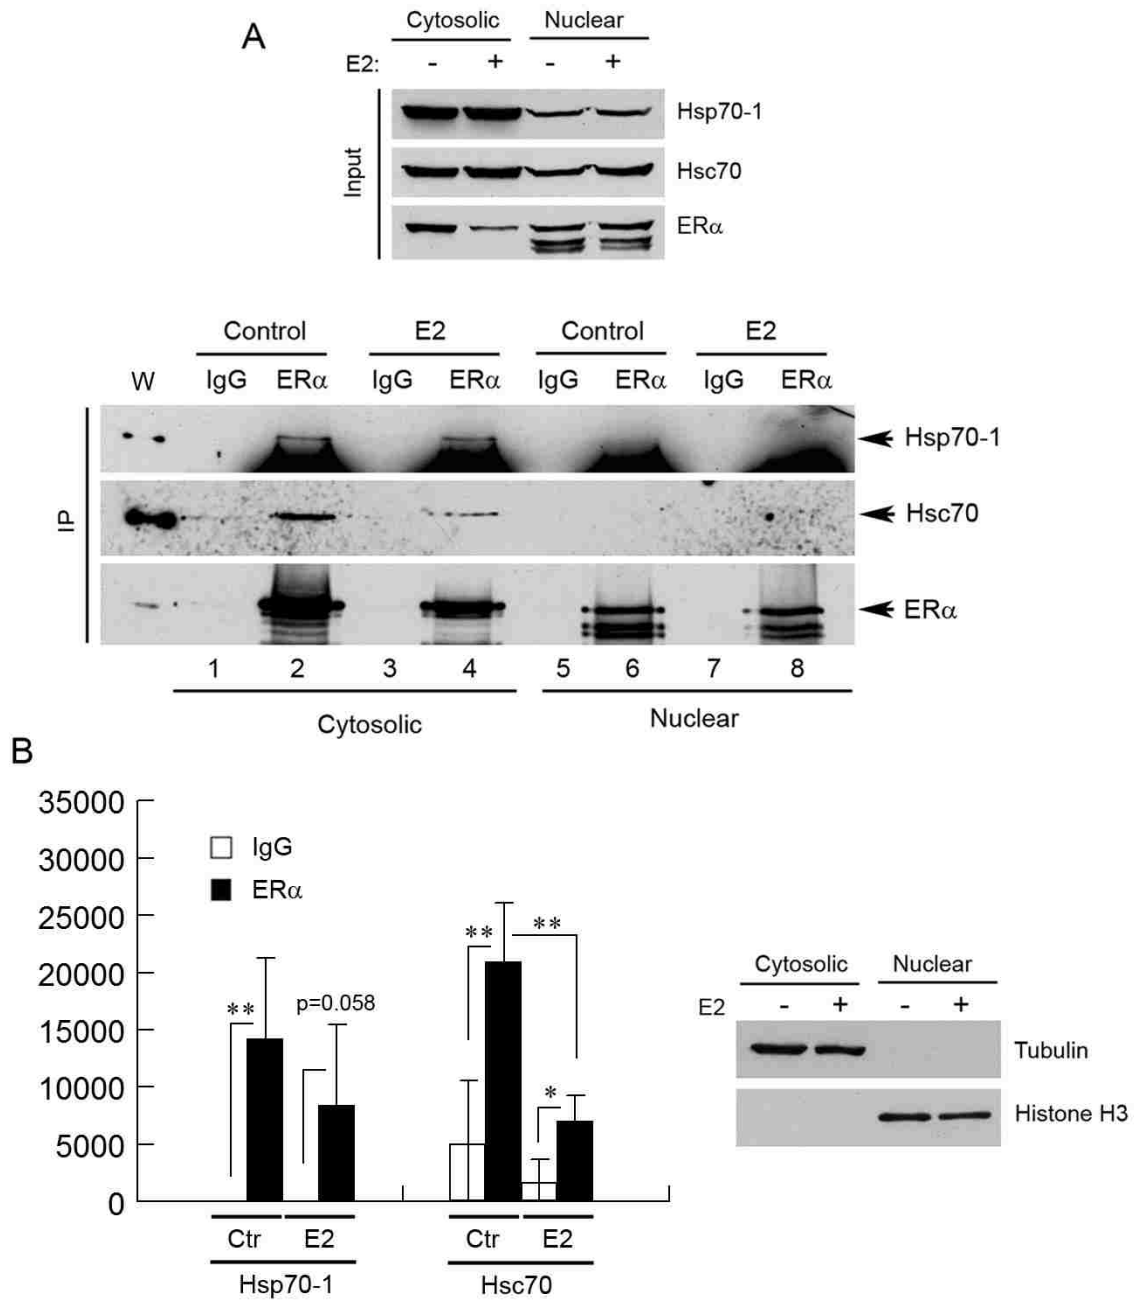 A
Cytosolic Nuclear
E2: - + - +
Input
Hsp70-1
Hsc70
ERα
Control E2 Control E2
W IgG ERα IgG ERα IgG ERα IgG ERα
IP
Hsp70-1
Hsc70
ERα
1 2 3 4 5 6 7 8
Cytosolic Nuclear
B
35000
30000
25000
20000
15000
10000
5000
0
IgG
ERα
**
p=0.058
**
**
*
Ctr E2 Ctr E2
Hsp70-1 Hsc70
Cytosolic Nuclear
E2 - + - +
Tubulin
Histone H3